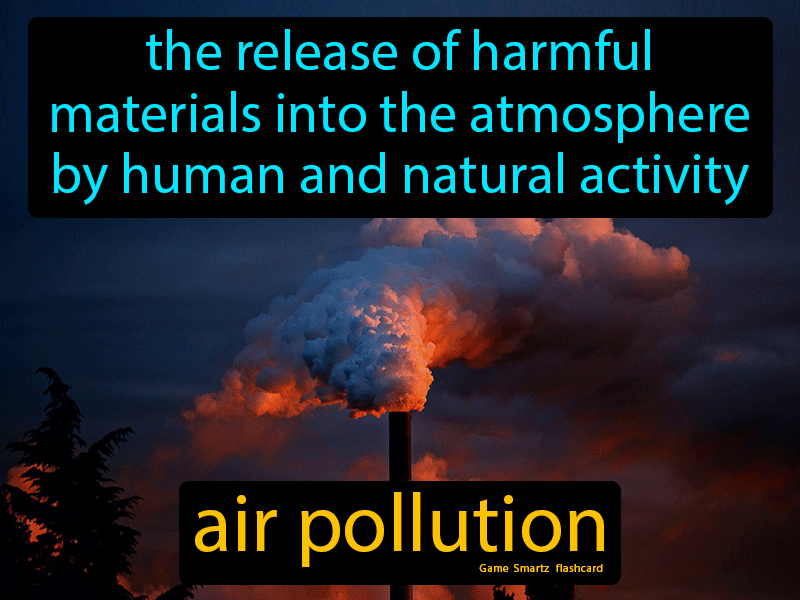 the release of harmful
materials into the atmosphere
by human and natural activity
air pollution
Game Smartz flashcard